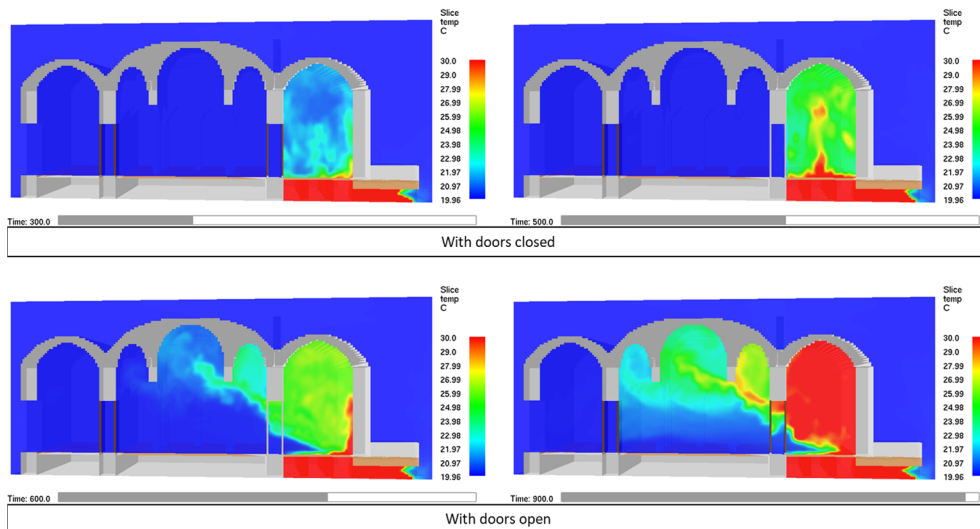 Slice
temp
C
30.0
29.0
27.99
26.99
25.99
24.98
23.98
22.98
21.98
20.97
19.96
Time: 300.0
Slice
temp
C
30.0
29.0
27.99
26.99
25.99
24.98
23.98
22.98
21.98
20.97
19.96
Time: 500.0
With doors closed
Slice
temp
C
30.0
29.0
27.99
26.99
25.99
24.98
23.98
22.98
21.98
20.97
19.96
Time: 600.0
Slice
temp
C
30.0
29.0
27.99
26.99
25.99
24.98
23.98
22.98
21.98
20.97
19.96
Time: 900.0
With doors open